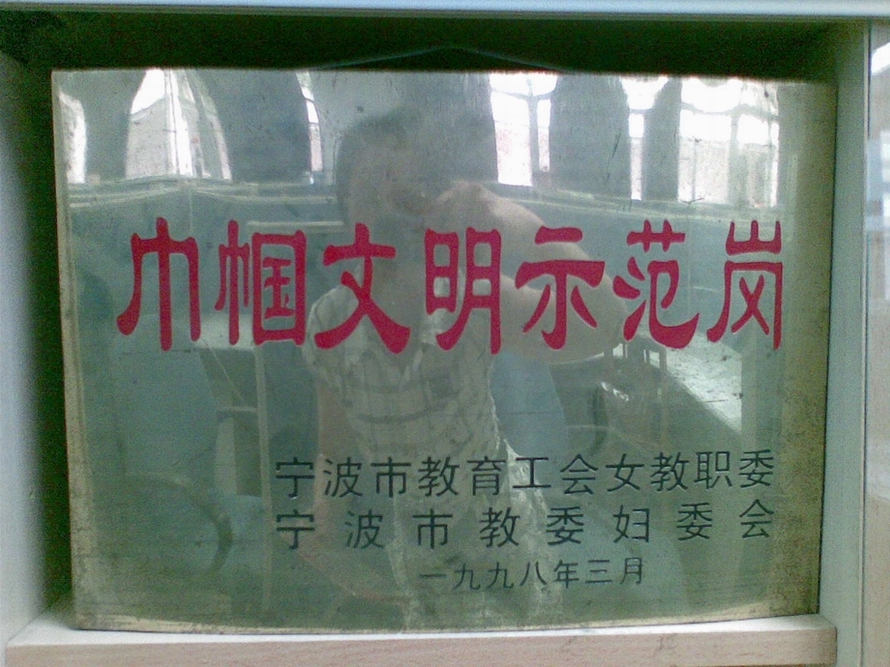 巾帼文明示范岗
宁波市教育工会女教职委
宁波市教委妇委会
一九九八年三月